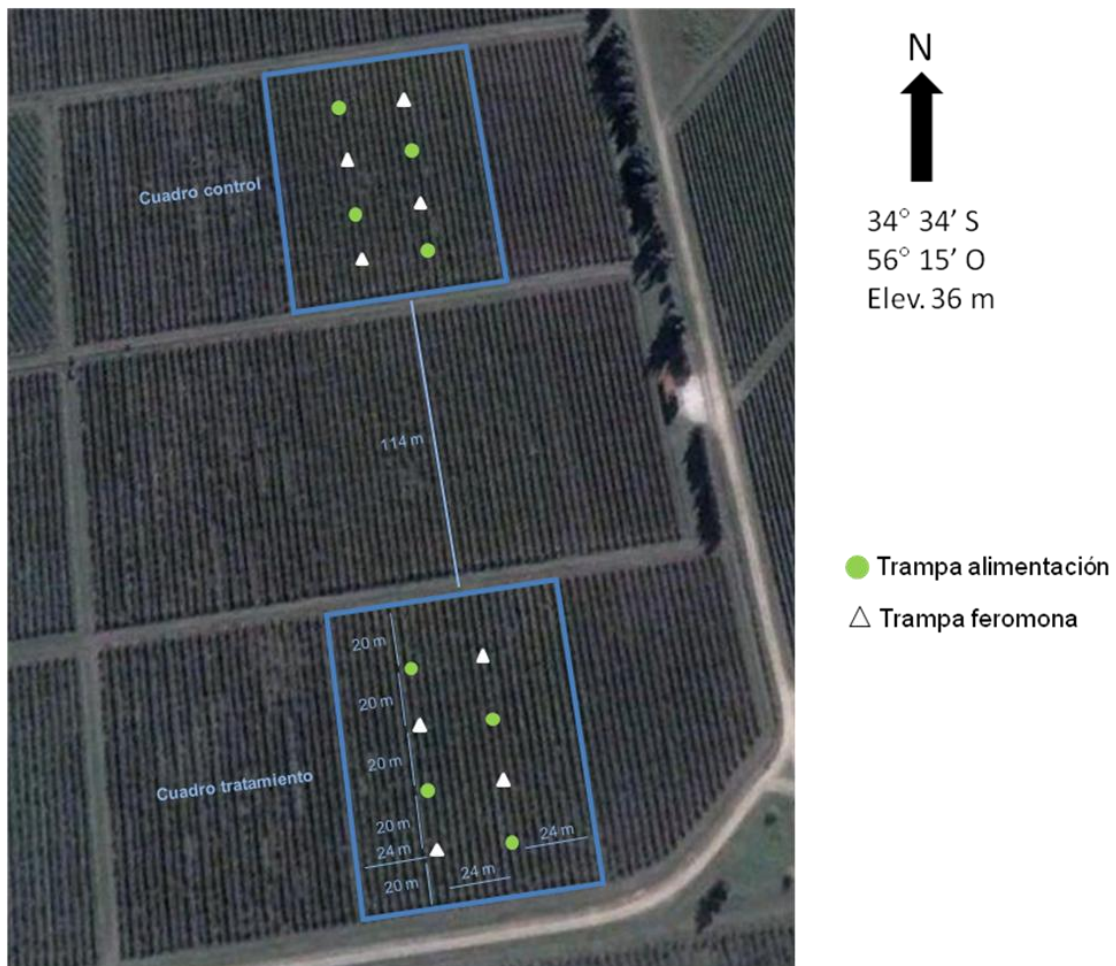 N
34° 34' S
56° 15' O
Elev. 36 m
Cuadro control
114 m
Trampa alimentación
Trampa feromona
20 m
20 m
20 m
Cuadro tratamiento
20 m
24 m
24 m
24 m
20 m